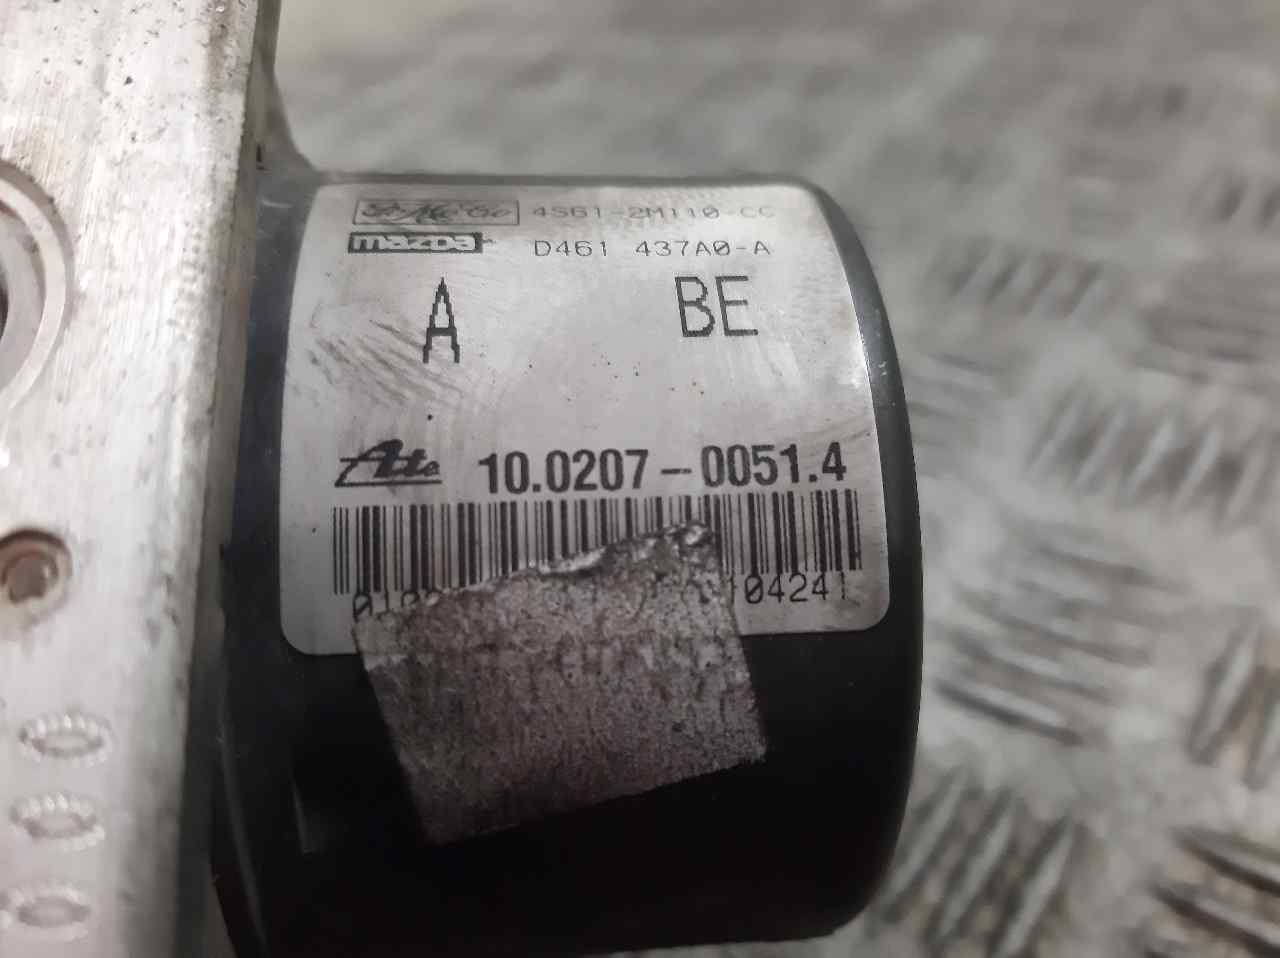 4S61-2M110-CC
mazda D461 437A0-A
A BE
Ate 10.0207-0051.4
104241